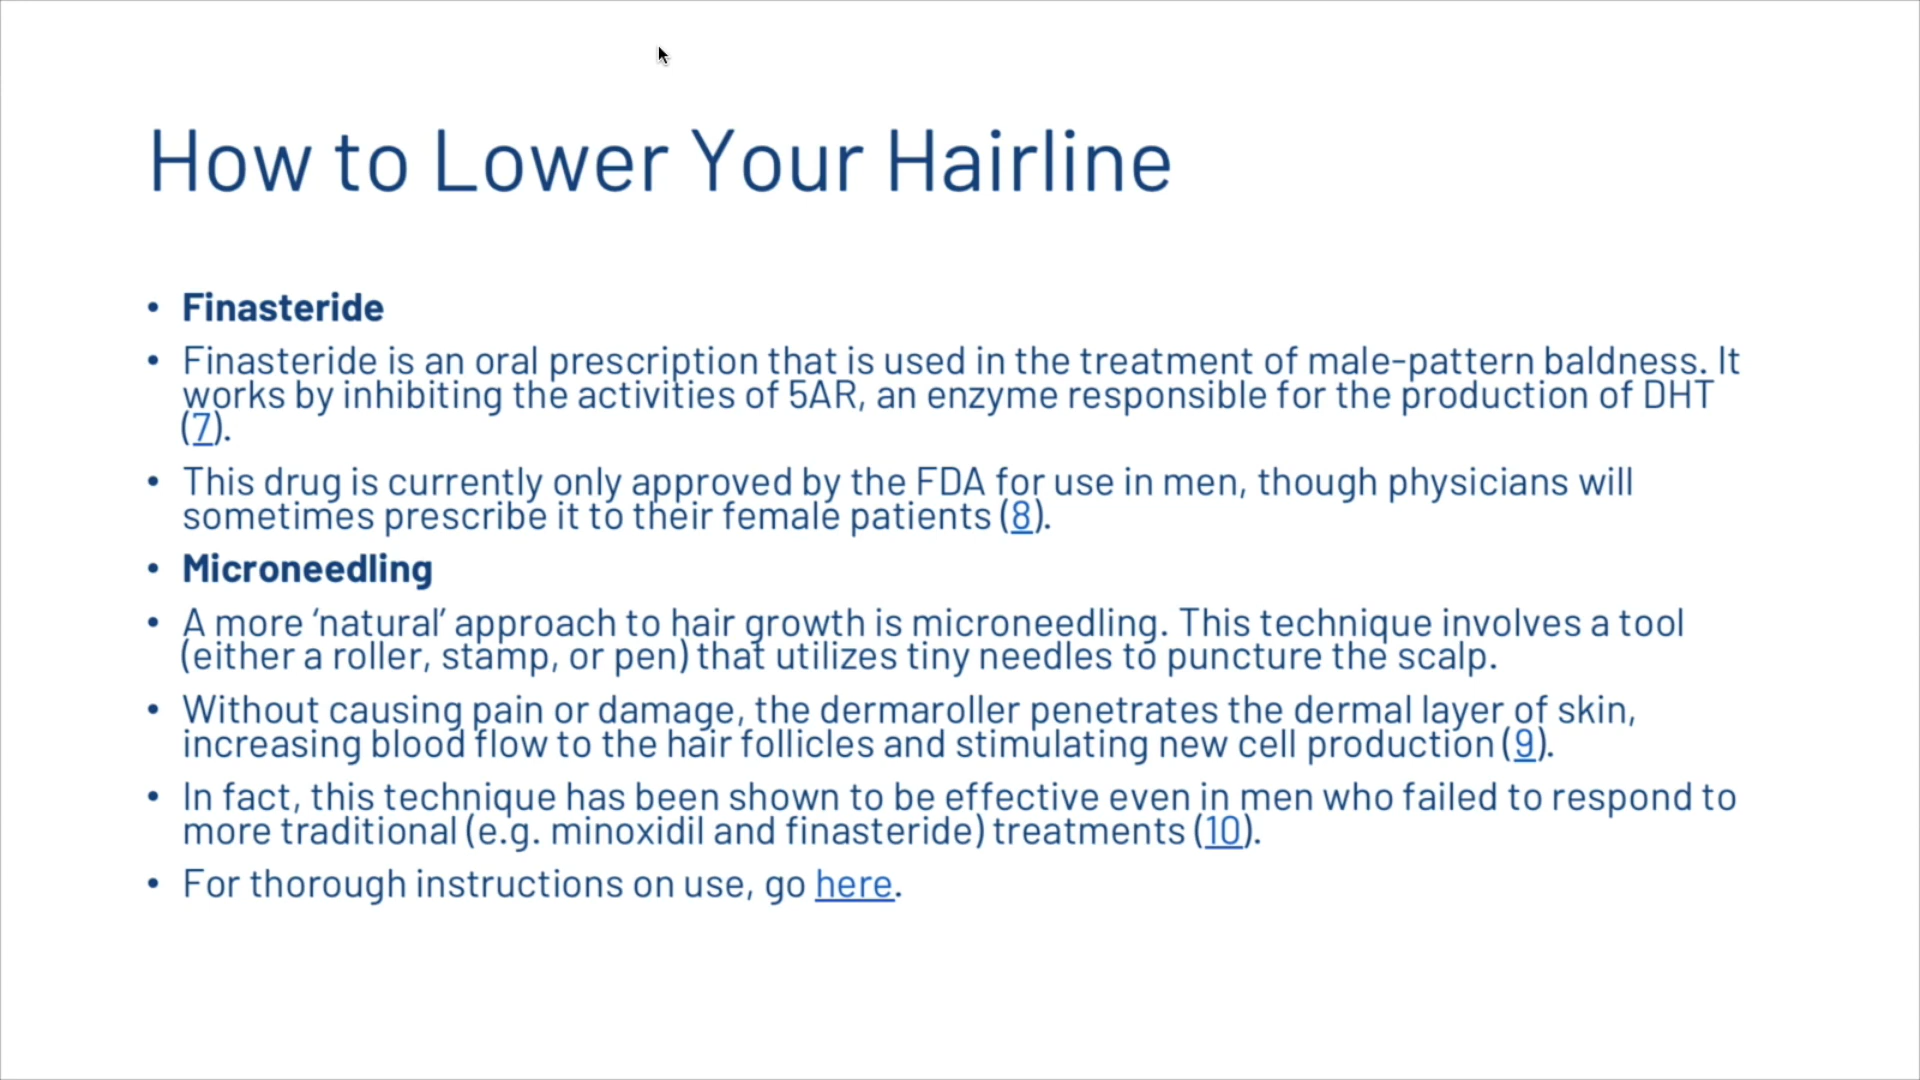 How to Lower Your Hairline
• Finasteride
• Finasteride is an oral prescription that is used in the treatment of male-pattern baldness. It
works by inhibiting the activities of 5AR, an enzyme responsible for the production of DHT
(7).
• This drug is currently only approved by the FDA for use in men, though physicians will
sometimes prescribe it to their female patients (8).
• Microneedling
• A more ‘natural’ approach to hair growth is microneedling. This technique involves a tool
(either a roller, stamp, or pen) that utilizes tiny needles to puncture the scalp.
• Without causing pain or damage, the dermaroller penetrates the dermal layer of skin,
increasing blood flow to the hair follicles and stimulating new cell production (9).
• In fact, this technique has been shown to be effective even in men who failed to respond to
more traditional (e.g. minoxidil and finasteride) treatments (10).
• For thorough instructions on use, go here.